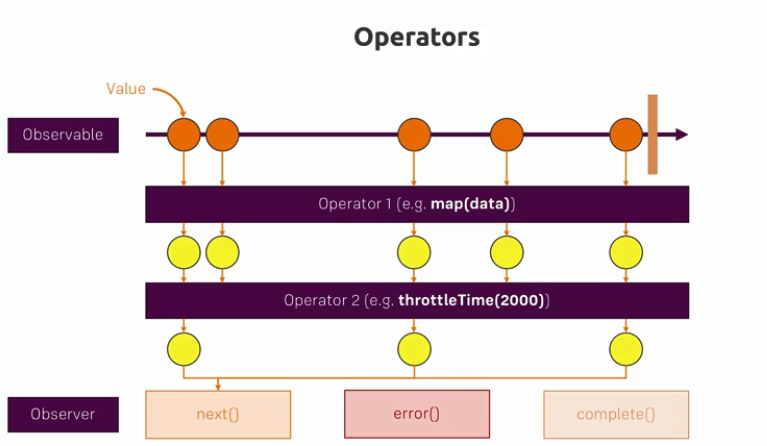 Operators
Value
Observable
Operator 1 (e.g. map(data))
Operator 2 (e.g. throttleTime(2000))
Observer
next()
error()
complete()